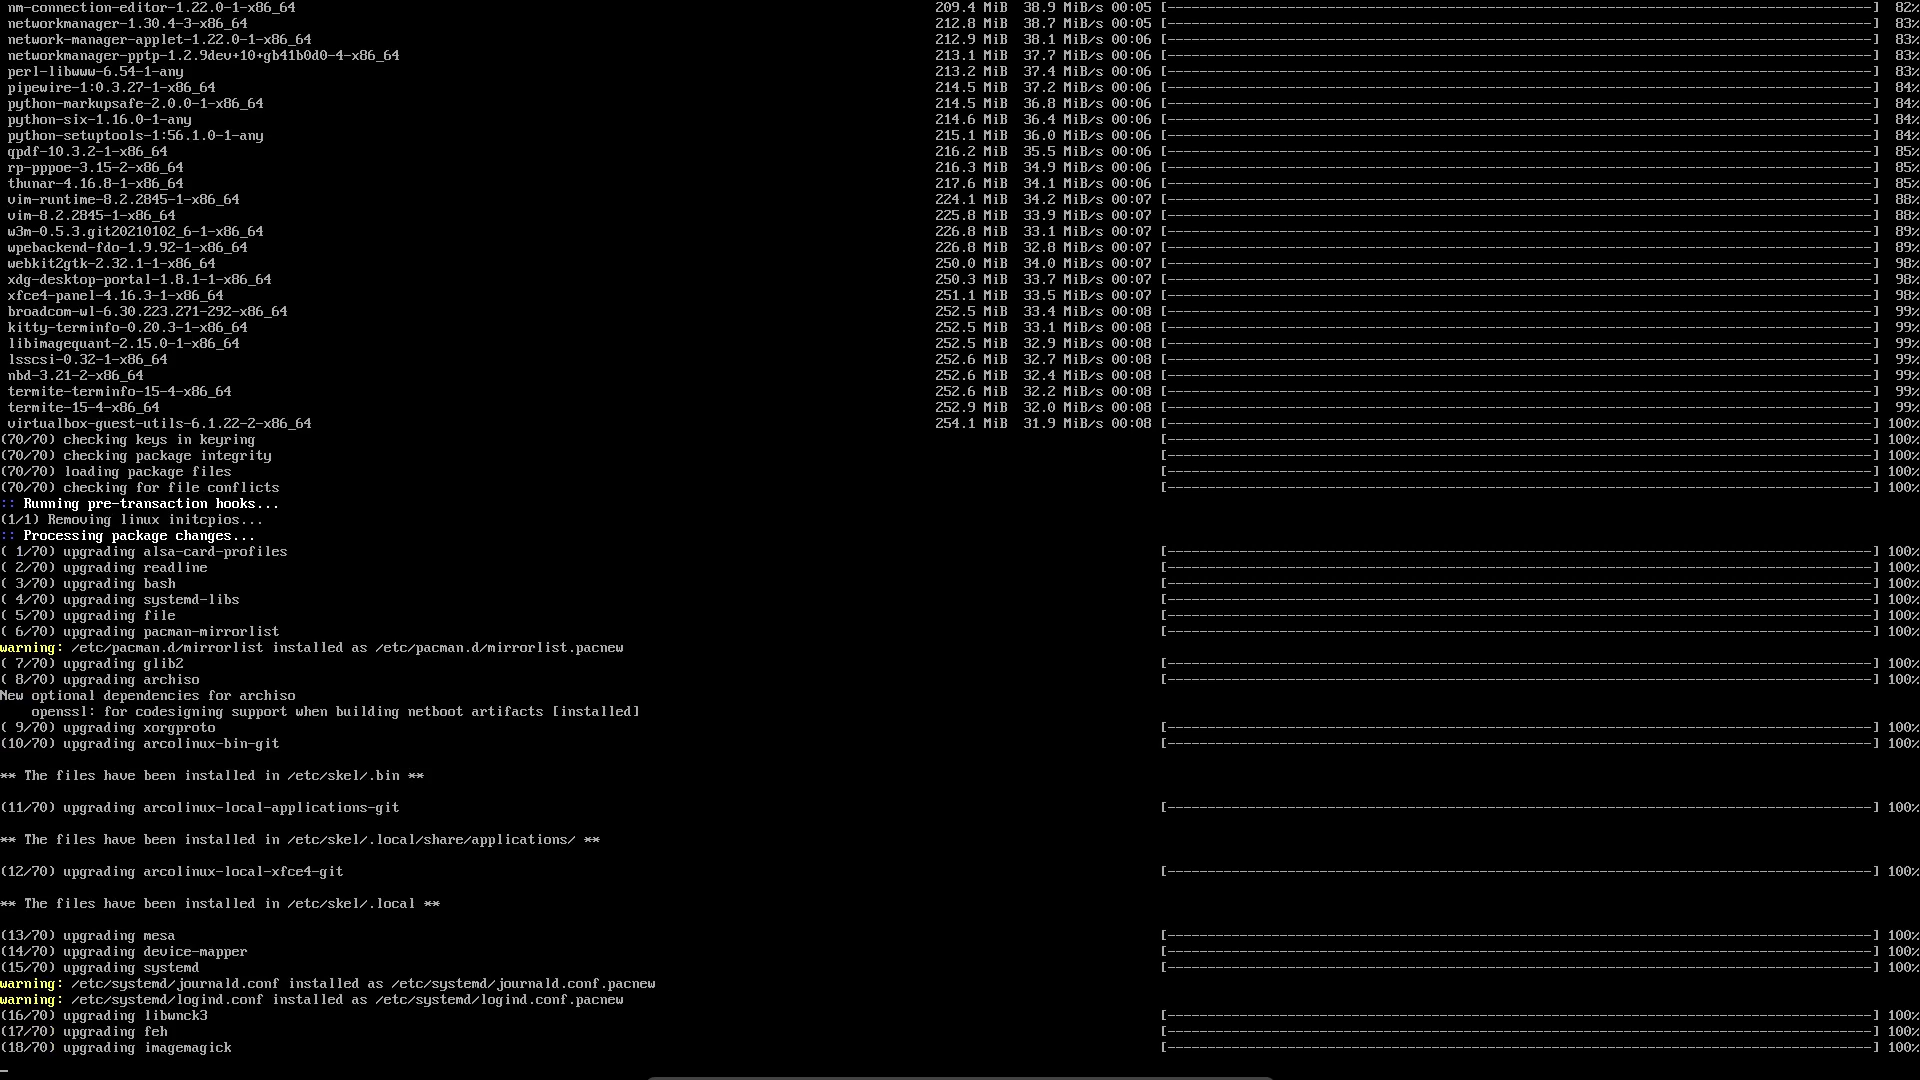 nm-connection-editor-1.22.0-1-x86_64 209.4 MiB 38.9 MiB/s 00:05 [----------] 82%
networkmanager-1.30.4-3-x86_64 212.8 MiB 38.7 MiB/s 00:05 [----------] 83%
network-manager-applet-1.22.0-1-x86_64 212.9 MiB 38.1 MiB/s 00:06 [----------] 83%
networkmanager-pptp-1.2.9dev+10+gb41b0d0-4-x86_64 213.1 MiB 37.7 MiB/s 00:06 [----------] 83%
perl-libwww-6.54-1-any 213.2 MiB 37.4 MiB/s 00:06 [----------] 83%
pipewire-1:0.3.27-1-x86_64 214.5 MiB 37.2 MiB/s 00:06 [----------] 84%
python-markupsafe-2.0.0-1-x86_64 214.5 MiB 36.8 MiB/s 00:06 [----------] 84%
python-six-1.16.0-1-any 214.6 MiB 36.4 MiB/s 00:06 [----------] 84%
python-setuptools-1:56.1.0-1-any 215.1 MiB 36.0 MiB/s 00:06 [----------] 84%
qpdf-10.3.2-1-x86_64 216.2 MiB 35.5 MiB/s 00:06 [----------] 85%
rp-pppoe-3.15-2-x86_64 216.3 MiB 34.9 MiB/s 00:06 [----------] 85%
thunar-4.16.8-1-x86_64 217.6 MiB 34.1 MiB/s 00:06 [----------] 85%
vim-runtime-8.2.2845-1-x86_64 224.1 MiB 34.2 MiB/s 00:07 [----------] 88%
vim-8.2.2845-1-x86_64 225.8 MiB 33.9 MiB/s 00:07 [----------] 88%
w3m-0.5.3.git20210102_6-1-x86_64 226.8 MiB 33.1 MiB/s 00:07 [----------] 89%
wpebackend-fdo-1.9.92-1-x86_64 226.8 MiB 32.8 MiB/s 00:07 [----------] 89%
webkit2gtk-2.32.1-1-x86_64 250.0 MiB 34.0 MiB/s 00:07 [----------] 98%
xdg-desktop-portal-1.8.1-1-x86_64 250.3 MiB 33.7 MiB/s 00:07 [----------] 98%
xfce4-panel-4.16.3-1-x86_64 251.1 MiB 33.5 MiB/s 00:07 [----------] 98%
broadcom-wl-6.30.223.271-292-x86_64 252.5 MiB 33.4 MiB/s 00:08 [----------] 99%
kitty-terminfo-0.20.3-1-x86_64 252.5 MiB 33.1 MiB/s 00:08 [----------] 99%
libimagequant-2.15.0-1-x86_64 252.5 MiB 32.9 MiB/s 00:08 [----------] 99%
lsscsi-0.32-1-x86_64 252.6 MiB 32.7 MiB/s 00:08 [----------] 99%
nbd-3.21-2-x86_64 252.6 MiB 32.4 MiB/s 00:08 [----------] 99%
termite-terminfo-15-4-x86_64 252.6 MiB 32.2 MiB/s 00:08 [----------] 99%
termite-15-4-x86_64 252.9 MiB 32.0 MiB/s 00:08 [----------] 99%
virtualbox-guest-utils-6.1.22-2-x86_64 254.1 MiB 31.9 MiB/s 00:08 [----------] 100%
(70/70) checking keys in keyring [----------] 100%
(70/70) checking package integrity [----------] 100%
(70/70) loading package files [----------] 100%
(70/70) checking for file conflicts [----------] 100%
:: Running pre-transaction hooks...
(1/1) Removing linux initcpios...
:: Processing package changes...
( 1/70) upgrading alsa-card-profiles [----------] 100%
( 2/70) upgrading readline [----------] 100%
( 3/70) upgrading bash [----------] 100%
( 4/70) upgrading systemd-libs [----------] 100%
( 5/70) upgrading file [----------] 100%
( 6/70) upgrading pacman-mirrorlist [----------] 100%
warning: /etc/pacman.d/mirrorlist installed as /etc/pacman.d/mirrorlist.pacnew
( 7/70) upgrading glib2 [----------] 100%
( 8/70) upgrading archiso [----------] 100%
New optional dependencies for archiso
openssl: for codesigning support when building netboot artifacts [installed]
( 9/70) upgrading xorgproto [----------] 100%
(10/70) upgrading arcolinux-bin-git [----------] 100%
** The files have been installed in /etc/skel/.bin **
(11/70) upgrading arcolinux-local-applications-git [----------] 100%
** The files have been installed in /etc/skel/.local/share/applications/ **
(12/70) upgrading arcolinux-local-xfce4-git [----------] 100%
** The files have been installed in /etc/skel/.local **
(13/70) upgrading mesa [----------] 100%
(14/70) upgrading device-mapper [----------] 100%
(15/70) upgrading systemd [----------] 100%
warning: /etc/systemd/journald.conf installed as /etc/systemd/journald.conf.pacnew
warning: /etc/systemd/logind.conf installed as /etc/systemd/logind.conf.pacnew
(16/70) upgrading libwnck3 [----------] 100%
(17/70) upgrading feh [----------] 100%
(18/70) upgrading imagemagick [----------] 100%